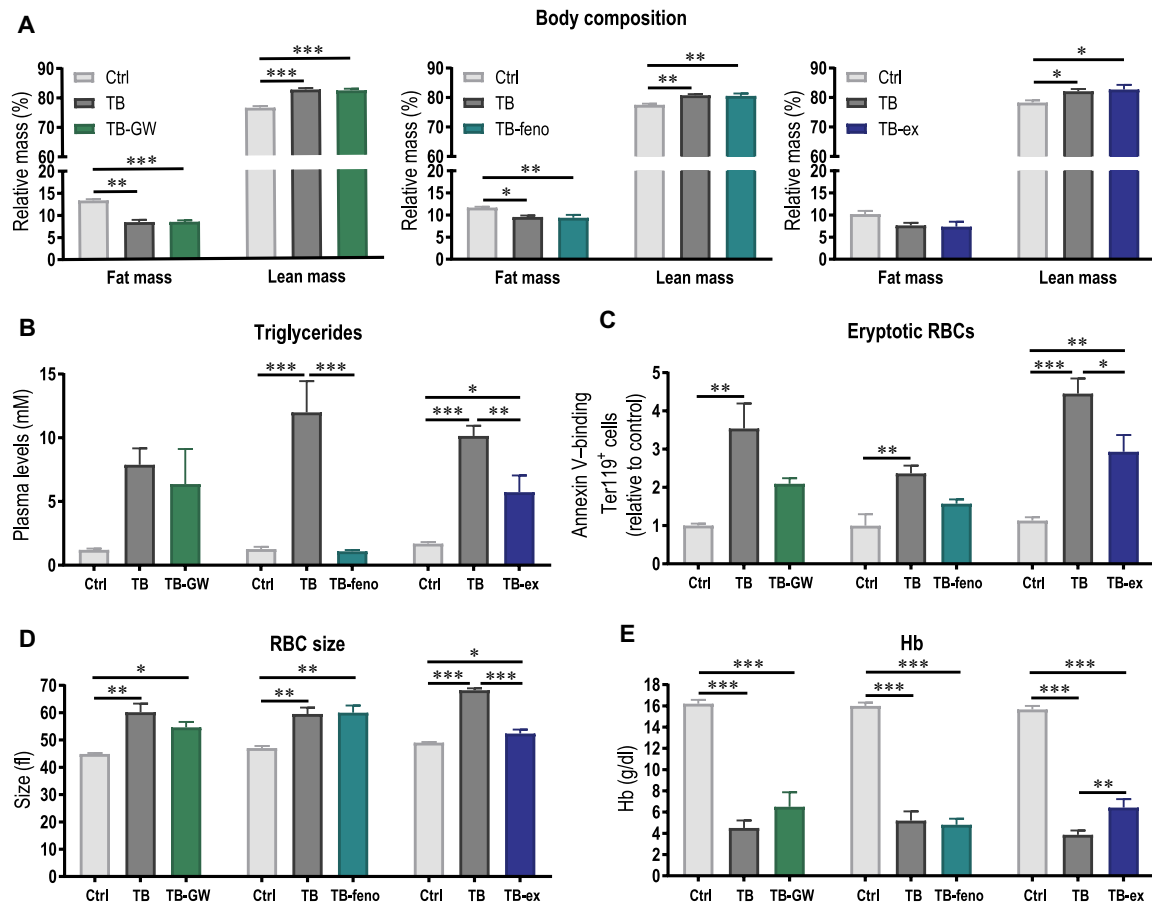 A
Body composition
Relative mass (%)
90
80
70
60
20
15
10
5
0
Ctrl
TB
TB-GW
***
***
***
**
Fat mass
Lean mass
Relative mass (%)
90
80
70
60
20
15
10
5
0
Ctrl
TB
TB-feno
**
**
**
*
Fat mass
Lean mass
Relative mass (%)
90
80
70
60
20
15
10
5
0
Ctrl
TB
TB-ex
*
*
Fat mass
Lean mass
B
Triglycerides
Plasma levels (mM)
15
10
5
0
*** ***
*
*** **
Ctrl TB TB-GW Ctrl TB TB-feno Ctrl TB TB-ex
C
Eryptotic RBCs
Annexin V–binding
Ter119+ cells
(relative to control)
5
4
3
2
1
0
**
**
**
*** *
Ctrl TB TB-GW Ctrl TB TB-feno Ctrl TB TB-ex
D
RBC size
Size (fl)
70
60
50
40
30
20
10
0
*
**
**
**
*
*** ***
Ctrl TB TB-GW Ctrl TB TB-feno Ctrl TB TB-ex
E
Hb
Hb (g/dl)
18
16
14
12
10
8
6
4
2
0
***
***
***
***
***
***
**
Ctrl TB TB-GW Ctrl TB TB-feno Ctrl TB TB-ex